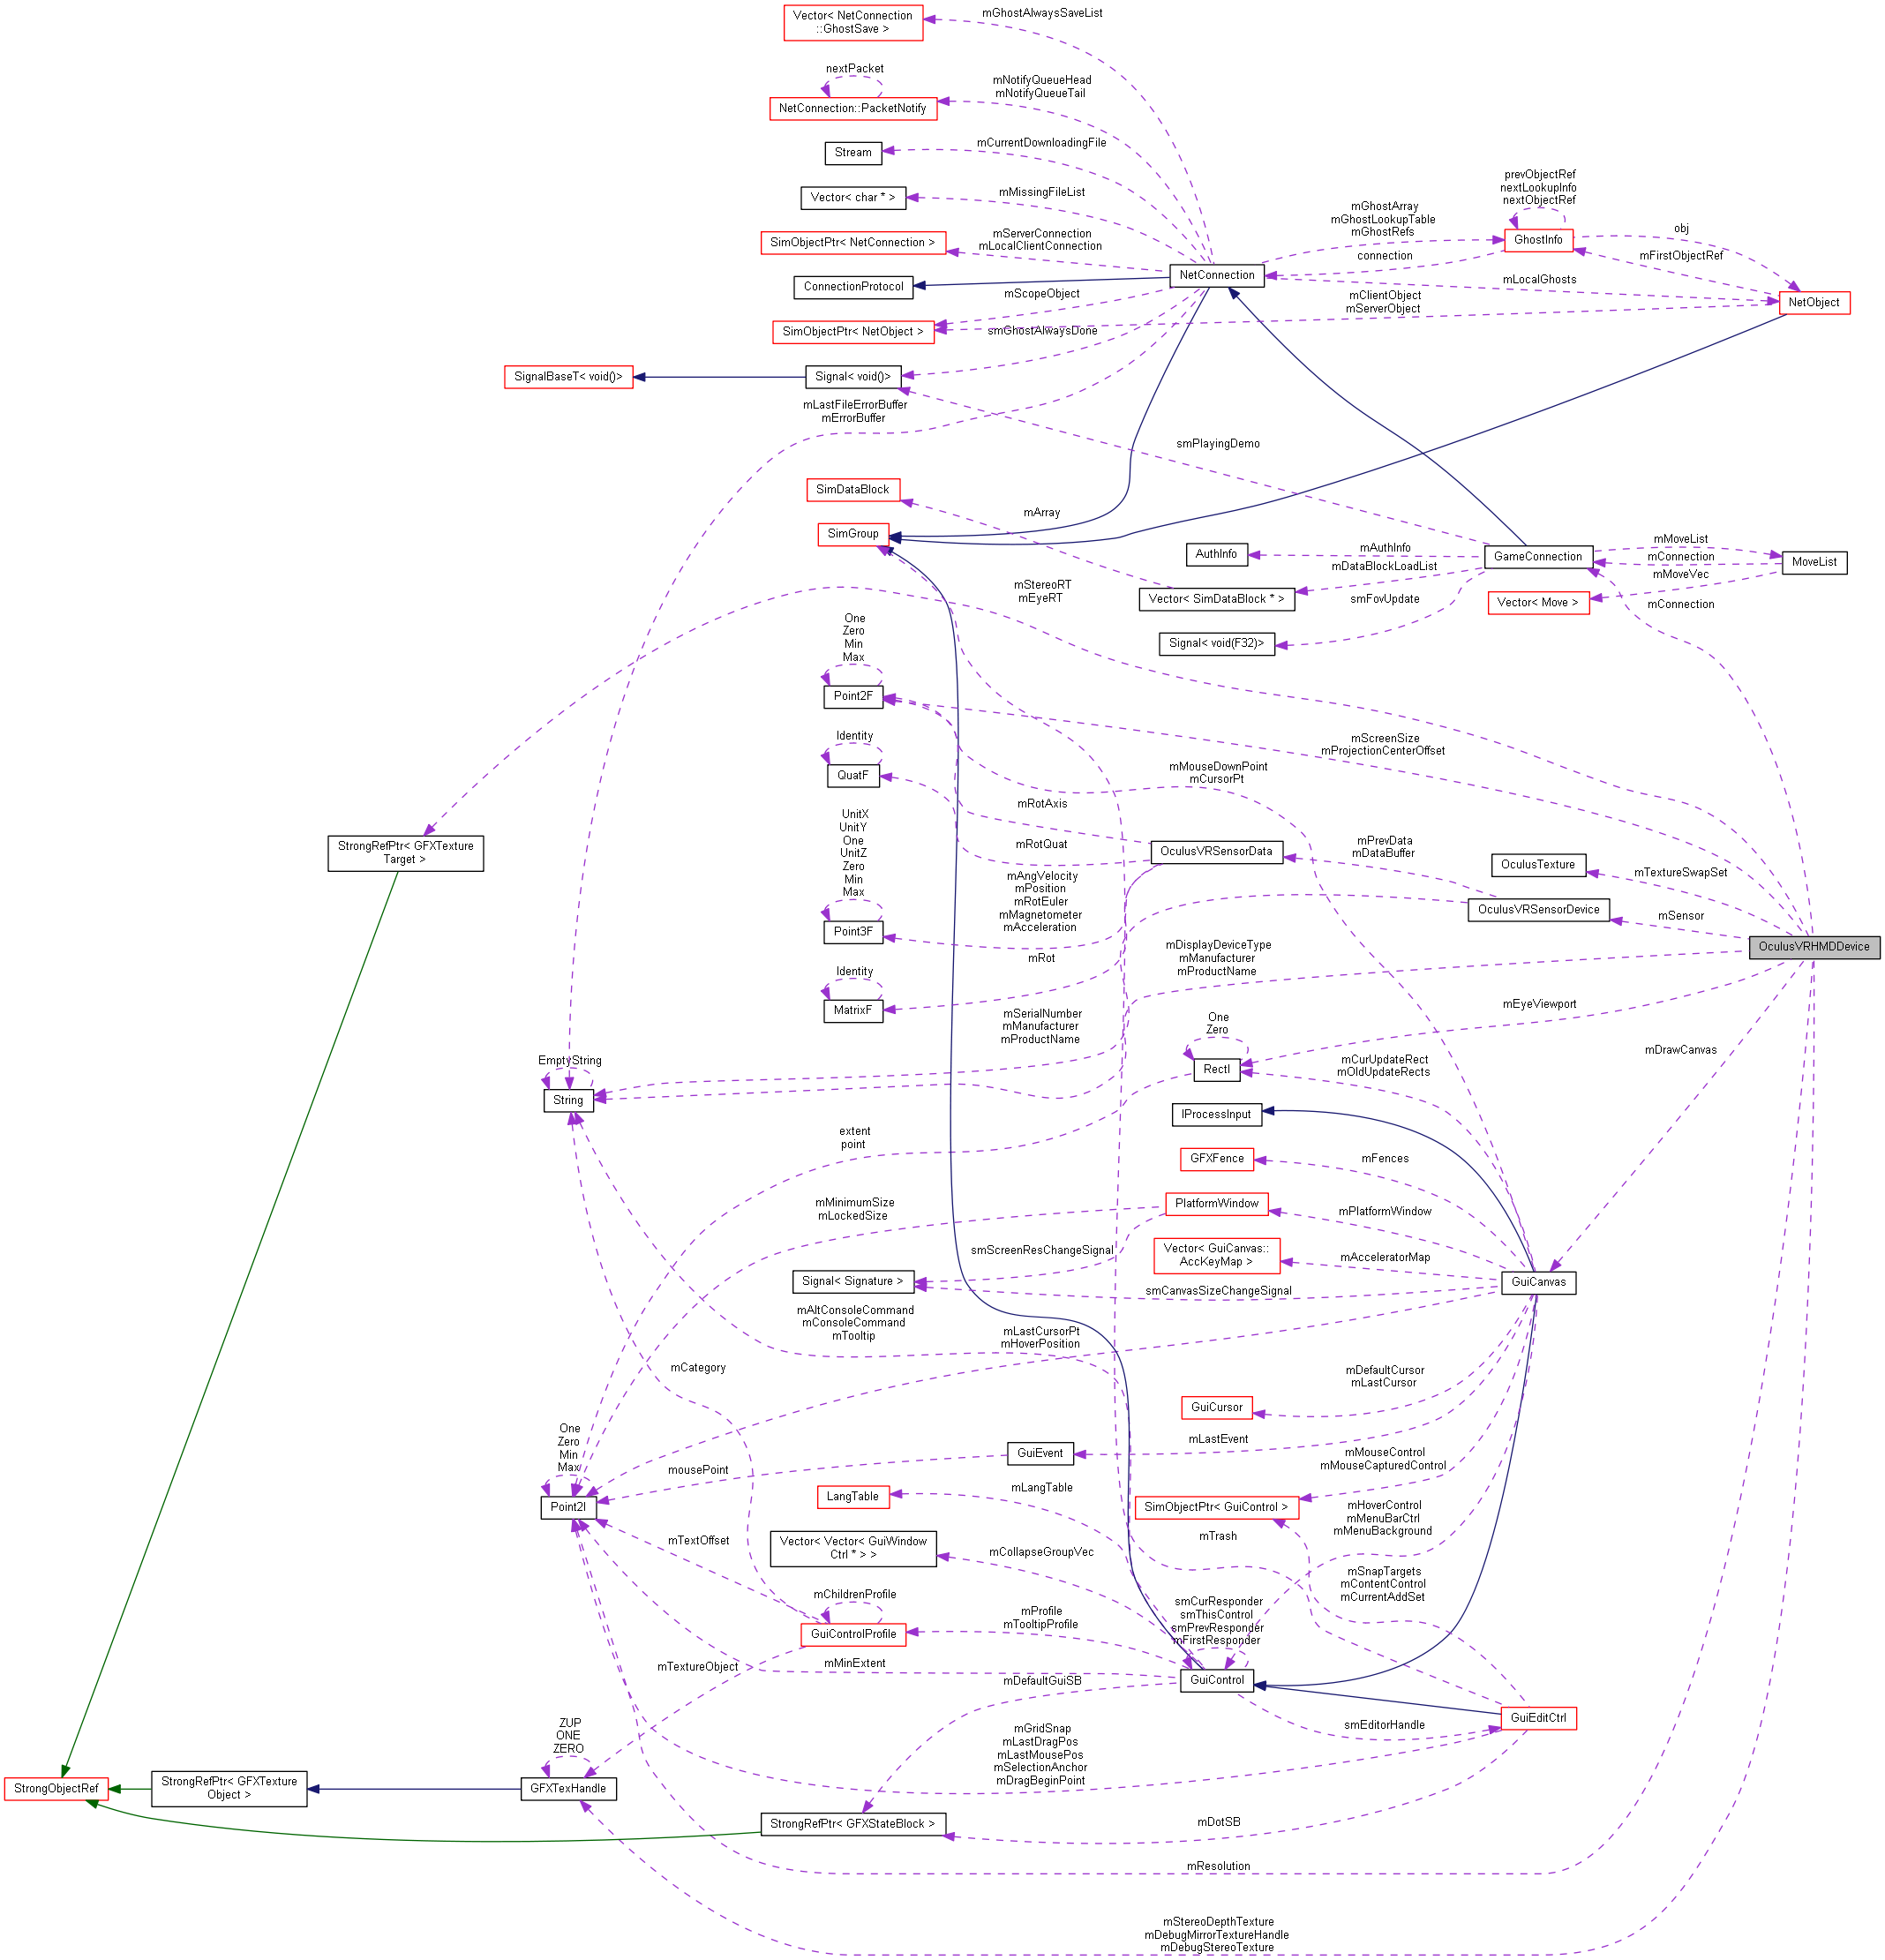 Vector< NetConnection
::GhostSave >
mGhostAlwaysSaveList
nextPacket
NetConnection::PacketNotify
mNotifyQueueHead
mNotifyQueueTail
Stream
mCurrentDownloadingFile
Vector< char * >
mMissingFileList
SimObjectPtr< NetConnection >
mServerConnection
mLocalClientConnection
ConnectionProtocol
NetConnection
mGhostArray
mGhostLookupTable
mGhostRefs
connection
prevObjectRef
nextLookupInfo
nextObjectRef
GhostInfo
obj
mFirstObjectRef
mLocalGhosts
NetObject
mClientObject
mServerObject
mScopeObject
SimObjectPtr< NetObject >
smGhostAlwaysDone
SignalBaseT< void()>
Signal< void()>
mLastFileErrorBuffer
mErrorBuffer
smPlayingDemo
SimDataBlock
mArray
SimGroup
AuthInfo
mAuthInfo
GameConnection
mMoveList
mConnection
mMoveVec
MoveList
mDataBlockLoadList
Vector< SimDataBlock * >
smFovUpdate
Vector< Move >
mConnection
Signal< void(F32)>
mStereoRT
mEyeRT
One
Zero
Min
Max
Point2F
Identity
QuatF
mScreenSize
mProjectionCenterOffset
mMouseDownPoint
mCursorPt
mRotAxis
mRotQuat
UnitX
UnitY
One
UnitZ
Zero
Min
Max
Point3F
mAngVelocity
mPosition
mRotEuler
mMagnetometer
mAcceleration
OculusVRSensorData
mPrevData
mDataBuffer
OculusTexture
mTextureSwapSet
OculusVRSensorDevice
mSensor
OculusVRHMDDevice
StrongRefPtr< GFXTexture
Target >
mRot
Identity
MatrixF
mDisplayDeviceType
mManufacturer
mProductName
mEyeViewport
mSerialNumber
mManufacturer
mProductName
One
Zero
RectI
mCurUpdateRect
mOldUpdateRects
mDrawCanvas
EmptyString
String
IProcessInput
extent
point
GFXFence
mFences
mMinimumSize
mLockedSize
PlatformWindow
mPlatformWindow
smScreenResChangeSignal
Vector< GuiCanvas::
AccKeyMap >
mAcceleratorMap
Signal< Signature >
smCanvasSizeChangeSignal
GuiCanvas
mAltConsoleCommand
mConsoleCommand
mTooltip
mLastCursorPt
mHoverPosition
mCategory
mDefaultCursor
mLastCursor
GuiCursor
One
Zero
Min
Max
Point2I
mousePoint
GuiEvent
mLastEvent
mMouseControl
mMouseCapturedControl
LangTable
mLangTable
SimObjectPtr< GuiControl >
mHoverControl
mMenuBarCtrl
mMenuBackground
mTrash
Vector< Vector< GuiWindow
Ctrl * > >
mCollapseGroupVec
mTextOffset
mSnapTargets
mContentControl
mCurrentAddSet
mChildrenProfile
GuiControlProfile
mProfile
mTooltipProfile
smCurResponder
smThisControl
smPrevResponder
mFirstResponder
mTextureObject
mMinExtent
GuiControl
mDefaultGuiSB
smEditorHandle
GuiEditCtrl
ZUP
ONE
ZERO
GFXTexHandle
mGridSnap
mLastDragPos
mLastMousePos
mSelectionAnchor
mDragBeginPoint
StrongObjectRef
StrongRefPtr< GFXTexture
Object >
StrongRefPtr< GFXStateBlock >
mDotSB
mResolution
mStereoDepthTexture
mDebugMirrorTextureHandle
mDebugStereoTexture